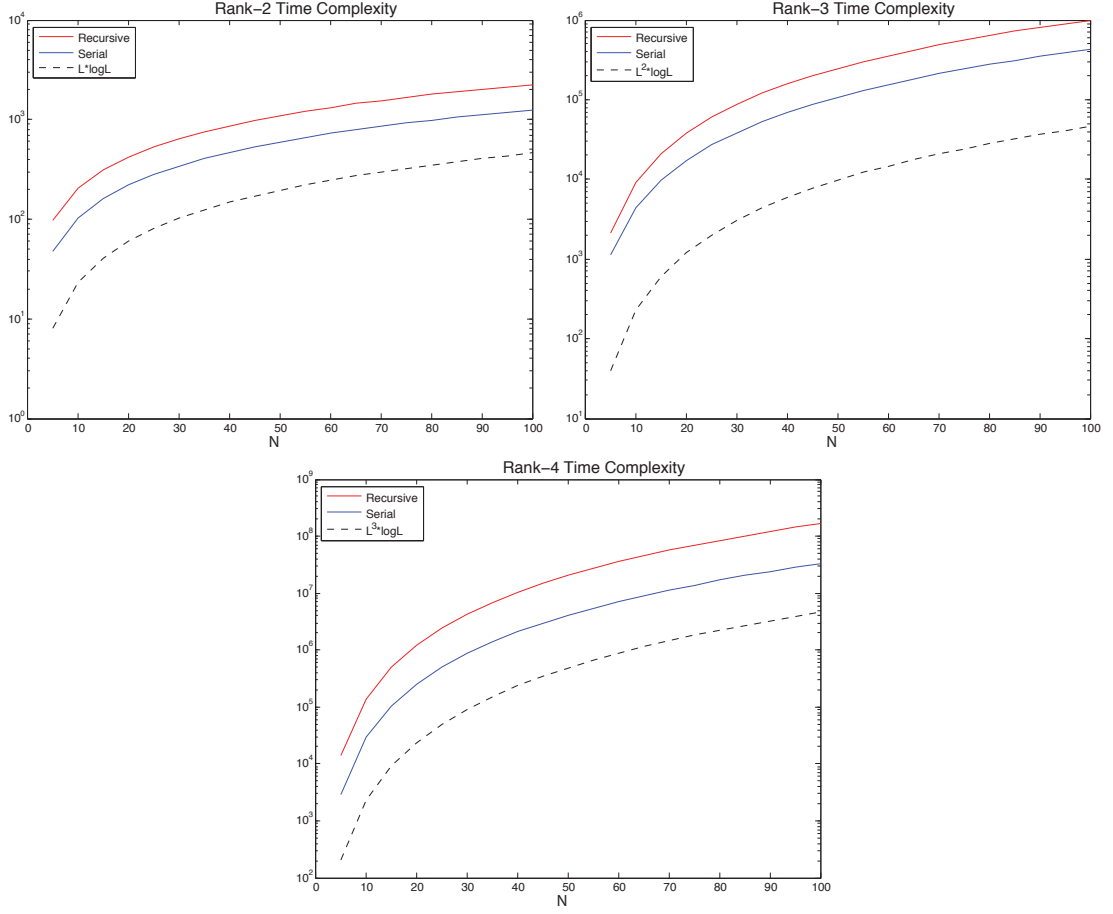 Rank−2 Time Complexity
10^4
10^3
10^2
10^1
10^0
Recursive
Serial
L*logL
0 10 20 30 40 50 60 70 80 90 100
N
Rank−3 Time Complexity
10^6
10^5
10^4
10^3
10^2
10^1
Recursive
Serial
L^2*logL
0 10 20 30 40 50 60 70 80 90 100
N
Rank−4 Time Complexity
10^9
10^8
10^7
10^6
10^5
10^4
10^3
10^2
Recursive
Serial
L^3*logL
0 10 20 30 40 50 60 70 80 90 100
N